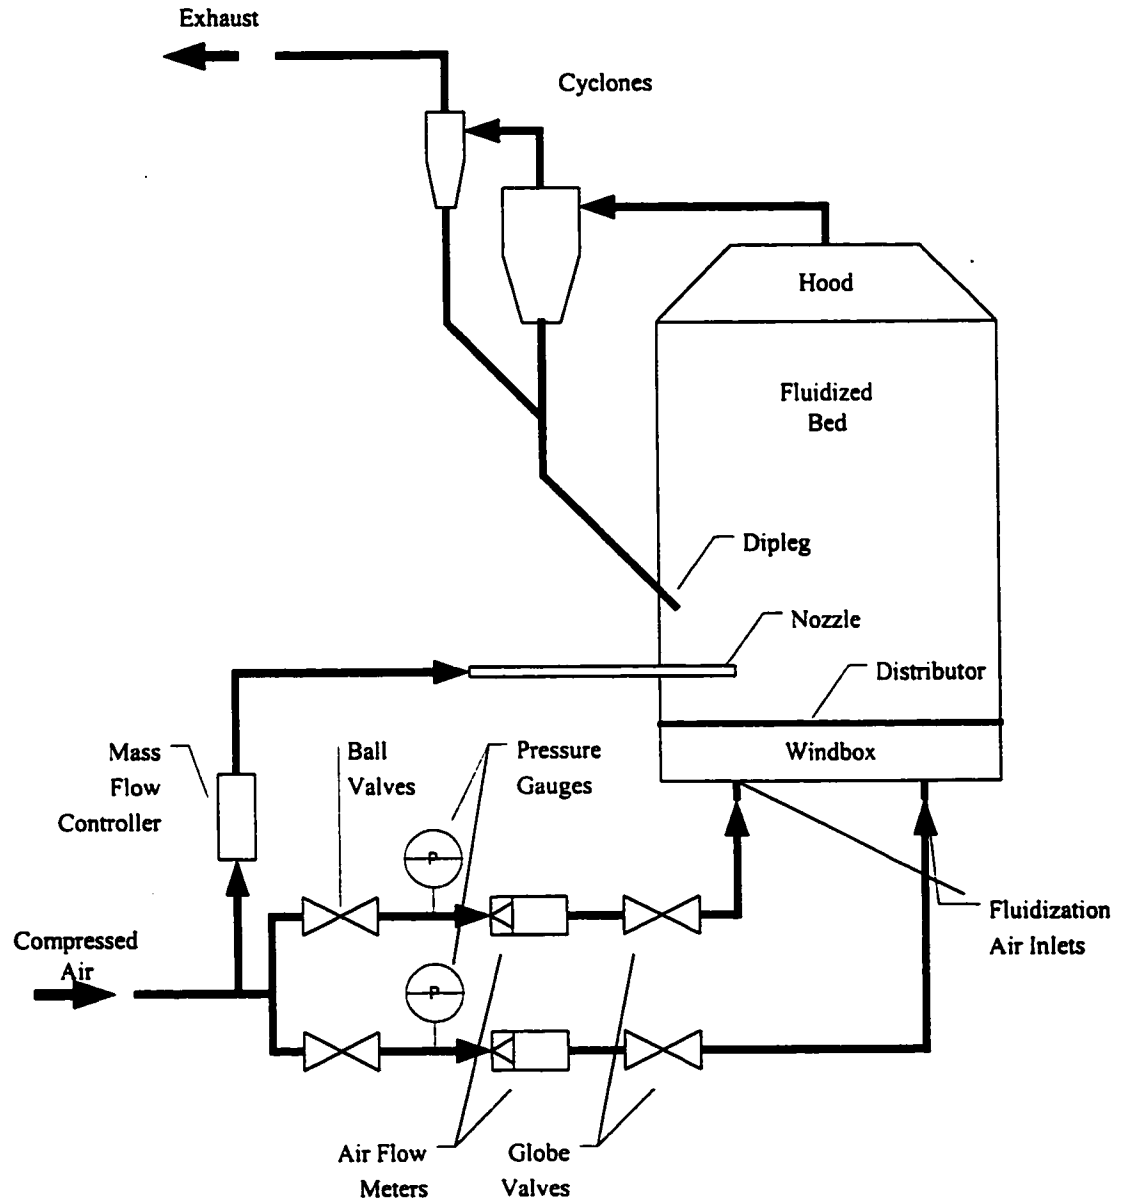 Exhaust
Cyclones
Hood
Fluidized
Bed
Dipleg
Nozzle
Distributor
Windbox
Mass
Flow
Controller
Ball
Valves
Pressure
Gauges
P
Compressed
Air
P
Fluidization
Air Inlets
Air Flow
Meters
Globe
Valves